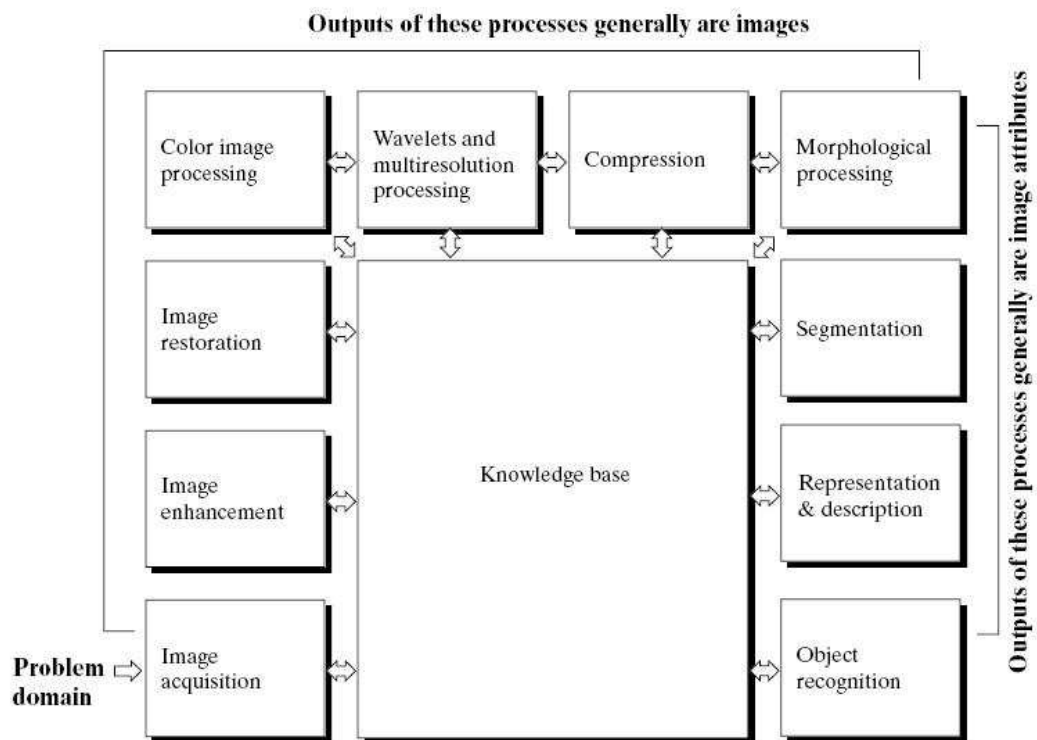 Outputs of these processes generally are images
Color image
processing
Wavelets and
multiresolution
processing
Compression
Morphological
processing
Image
restoration
Segmentation
Image
enhancement
Knowledge base
Representation
& description
Problem
domain
Image
acquisition
Object
recognition
Outputs of these processes generally are image attributes